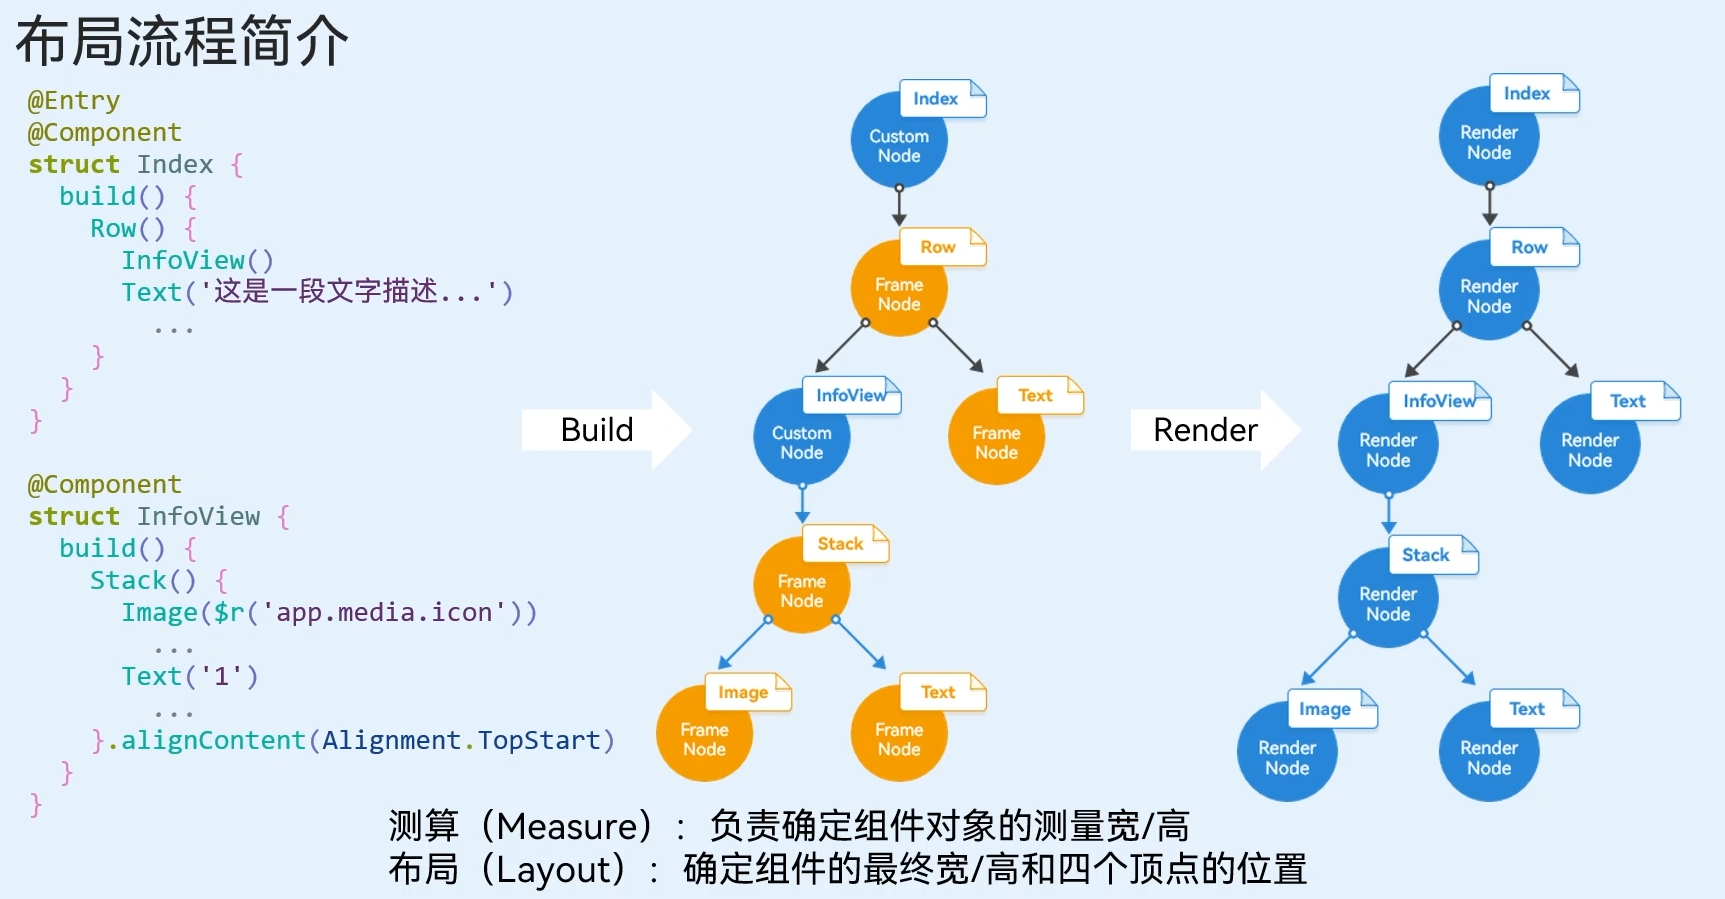 布局流程简介
@Entry
@Component
struct Index {
  build() {
    Row() {
      InfoView()
      Text('这是一段文字描述...')
        ...
    }
  }
}
@Component
struct InfoView {
  build() {
    Stack() {
      Image($r('app.media.icon'))
        ...
      Text('1')
        ...
    }.alignContent(Alignment.TopStart)
  }
}
Build
Index
Custom
Node
Row
Frame
Node
InfoView
Custom
Node
Text
Frame
Node
Stack
Frame
Node
Image
Frame
Node
Text
Frame
Node
Render
Index
Render
Node
Row
Render
Node
InfoView
Render
Node
Text
Render
Node
Stack
Render
Node
Image
Render
Node
Text
Render
Node
测算（Measure）：负责确定组件对象的测量宽/高
布局（Layout）：确定组件的最终宽/高和四个顶点的位置